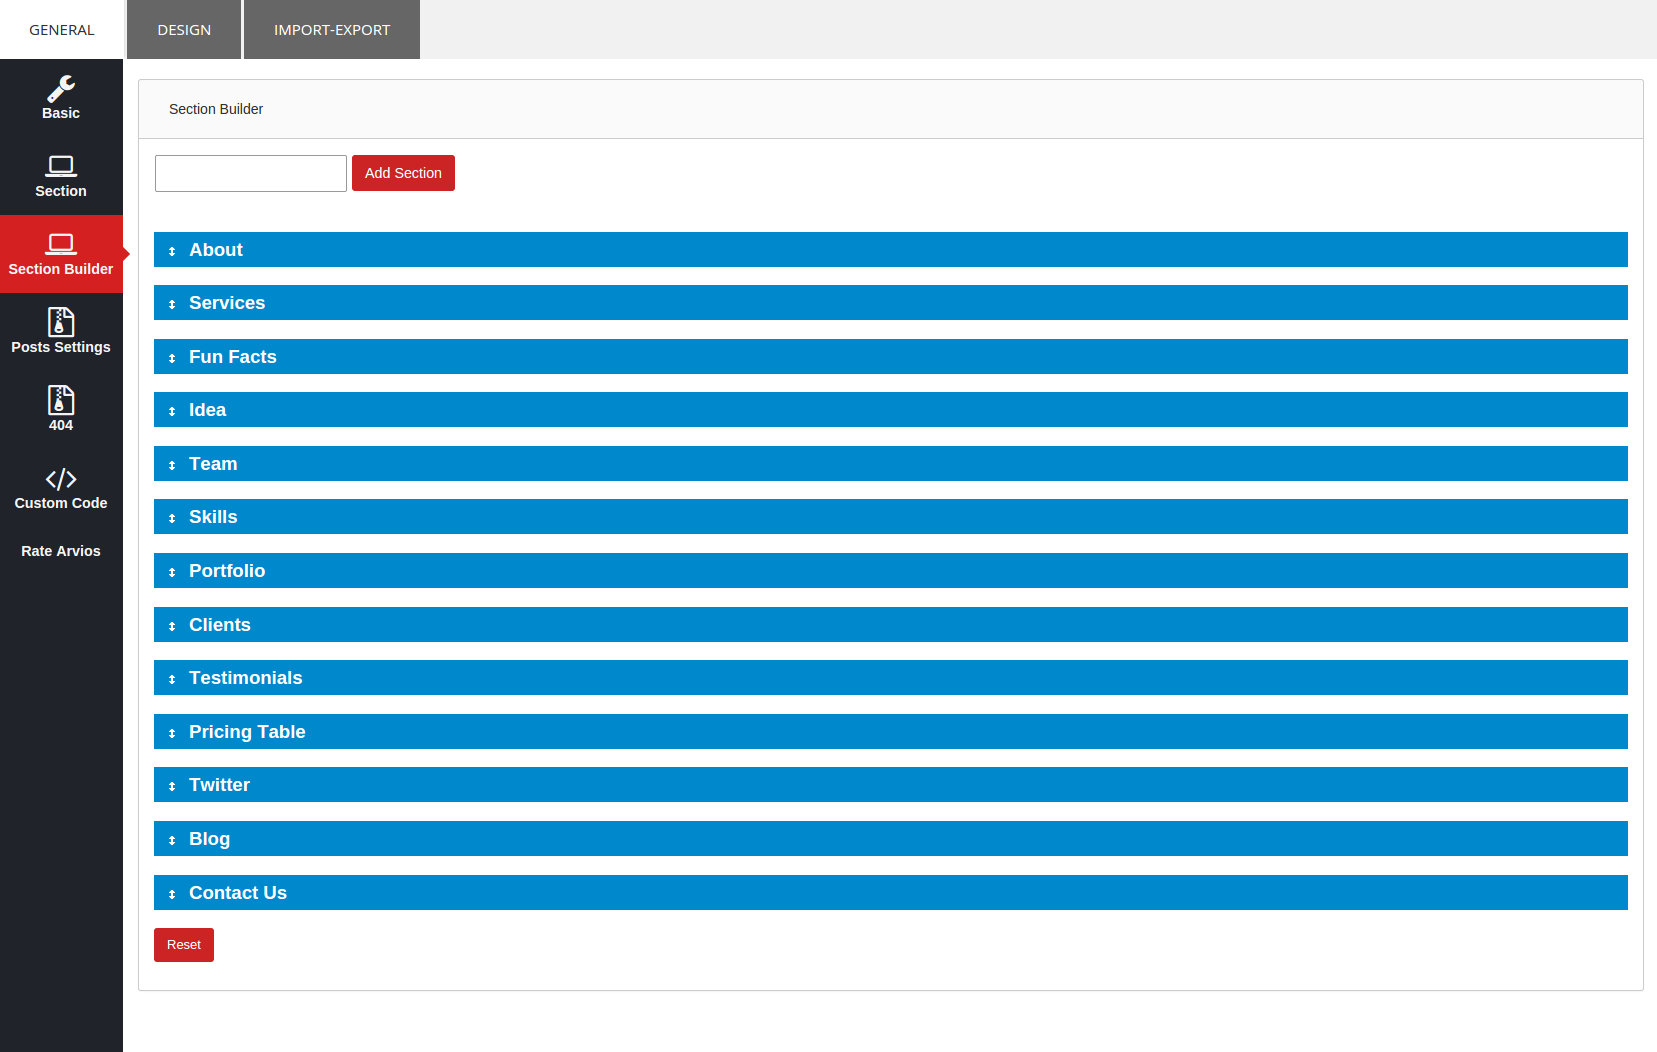 GENERAL
DESIGN
IMPORT-EXPORT
Basic
Section
Section Builder
Posts Settings
404
Custom Code
Rate Arvios
Section Builder
Add Section
About
Services
Fun Facts
Idea
Team
Skills
Portfolio
Clients
Testimonials
Pricing Table
Twitter
Blog
Contact Us
Reset